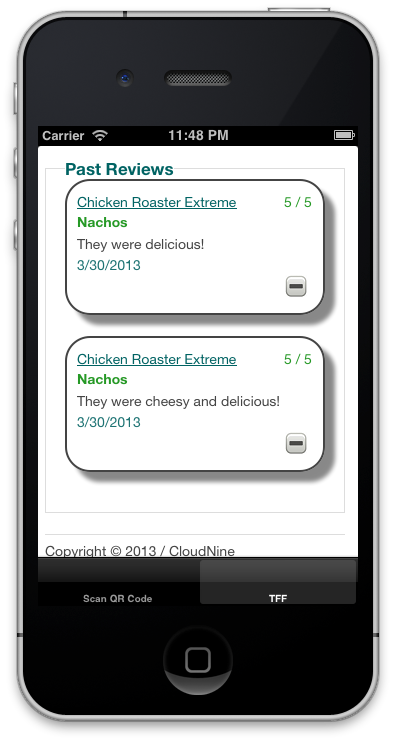 Carrier 11:48 PM
Past Reviews
Chicken Roaster Extreme 5 / 5
Nachos
They were delicious!
3/30/2013
Chicken Roaster Extreme 5 / 5
Nachos
They were cheesy and delicious!
3/30/2013
Copyright © 2013 / CloudNine
Scan QR Code TFF